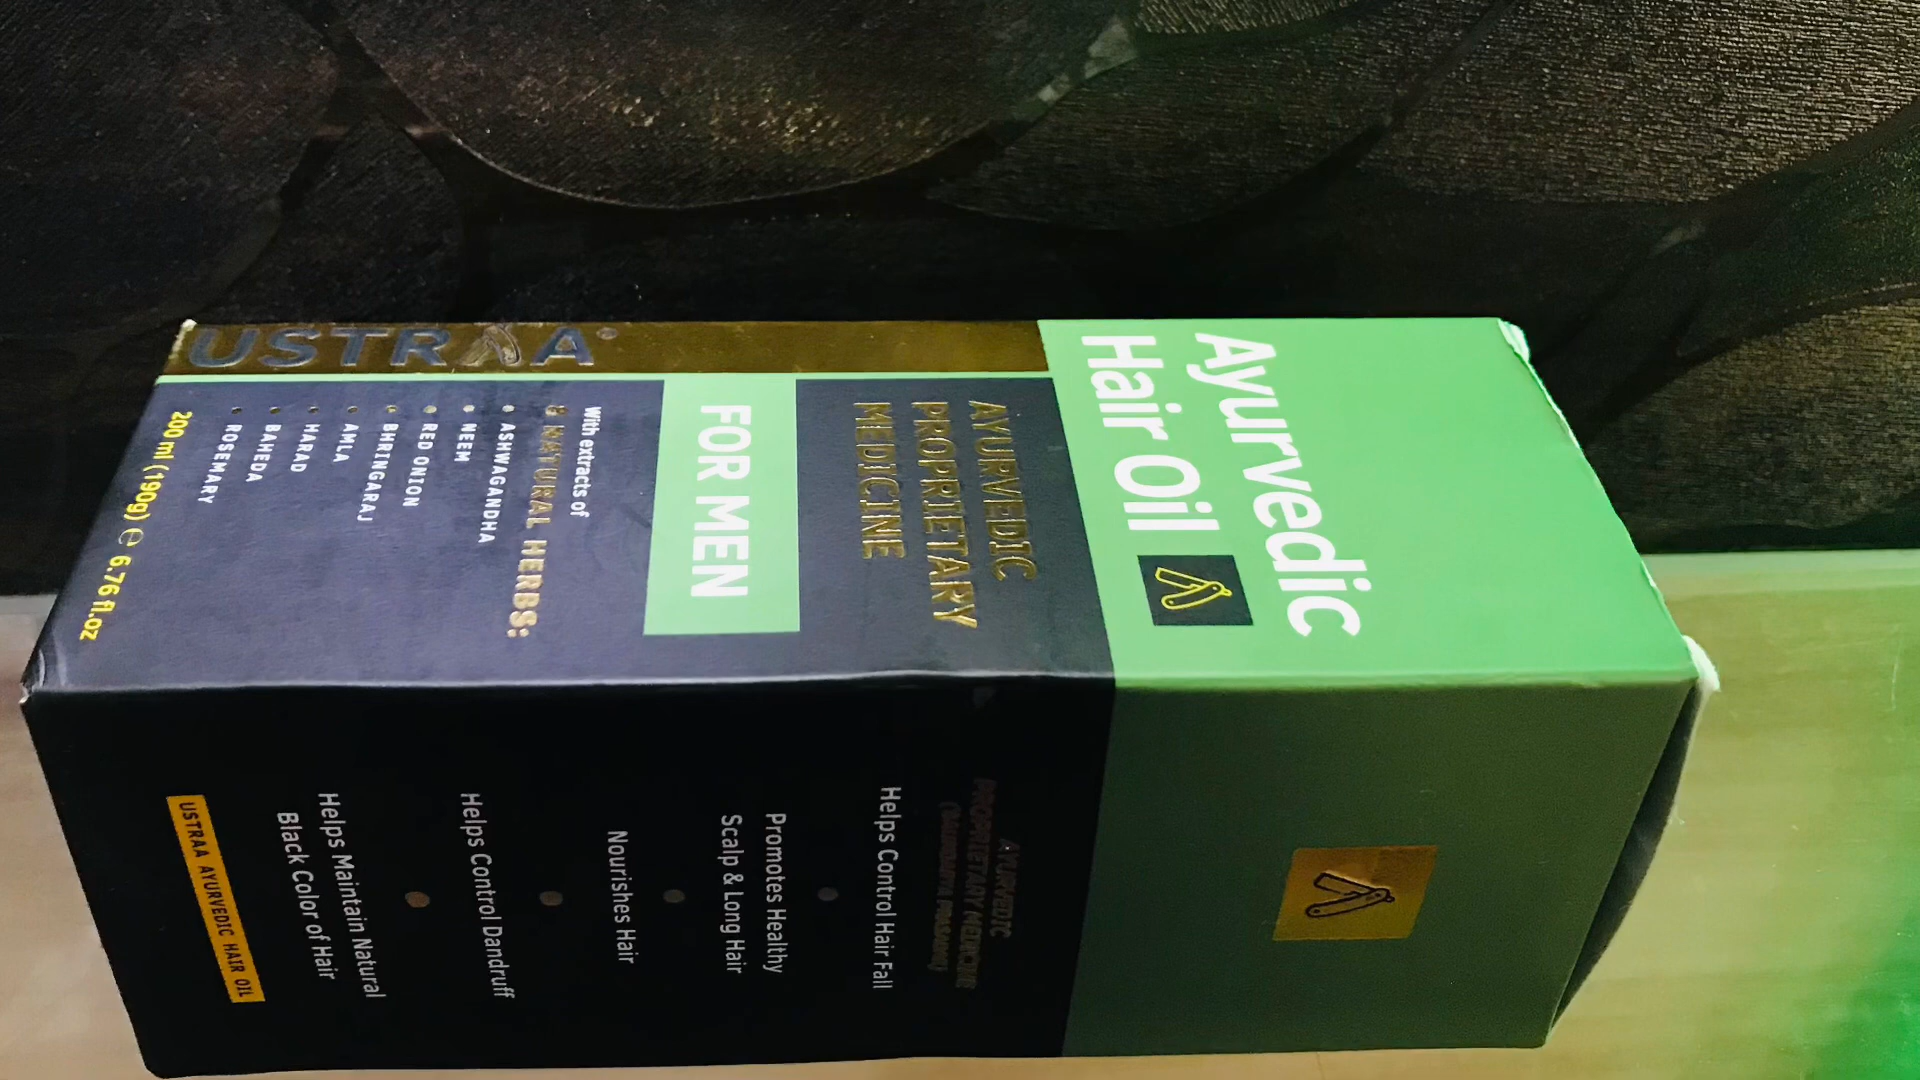 Ayurvedic
Hair Oil
AYURVEDIC
PROPRIETARY
MEDICINE
FOR MEN
With extracts of
8 NATURAL HERBS:
• ASHWAGANDHA
• NEEM
• RED ONION
• BHRINGARAJ
• AMLA
• HARAD
• BAHEDA
• ROSEMARY
200 ml (190g) ℮ 6.76 fl.oz
USTRAA®
AYURVEDIC
PROPRIETARY MEDICINE
Helps Control Hair Fall
Promotes Healthy
Scalp & Long Hair
Nourishes Hair
Helps Control Dandruff
Helps Maintain Natural
Black Color of Hair
USTRAA AYURVEDIC HAIR OIL